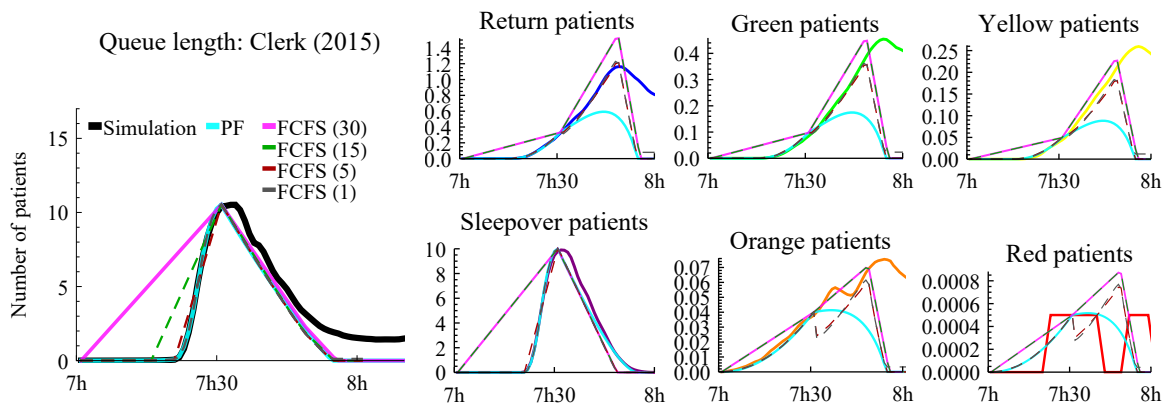 Queue length: Clerk (2015)
Number of patients
15
10
5
0
7h 7h30 8h
Simulation PF FCFS (30)
FCFS (15)
FCFS (5)
FCFS (1)
Return patients
1.4
1.2
1.0
0.8
0.6
0.4
0.2
0.0
7h 7h30 8h
Green patients
0.4
0.3
0.2
0.1
0.0
7h 7h30 8h
Yellow patients
0.25
0.20
0.15
0.10
0.05
0.00
7h 7h30 8h
Sleepover patients
10
8
6
4
2
0
7h 7h30 8h
Orange patients
0.07
0.06
0.05
0.04
0.03
0.02
0.01
0.00
7h 7h30 8h
Red patients
0.0008
0.0006
0.0004
0.0002
0.0000
7h 7h30 8h